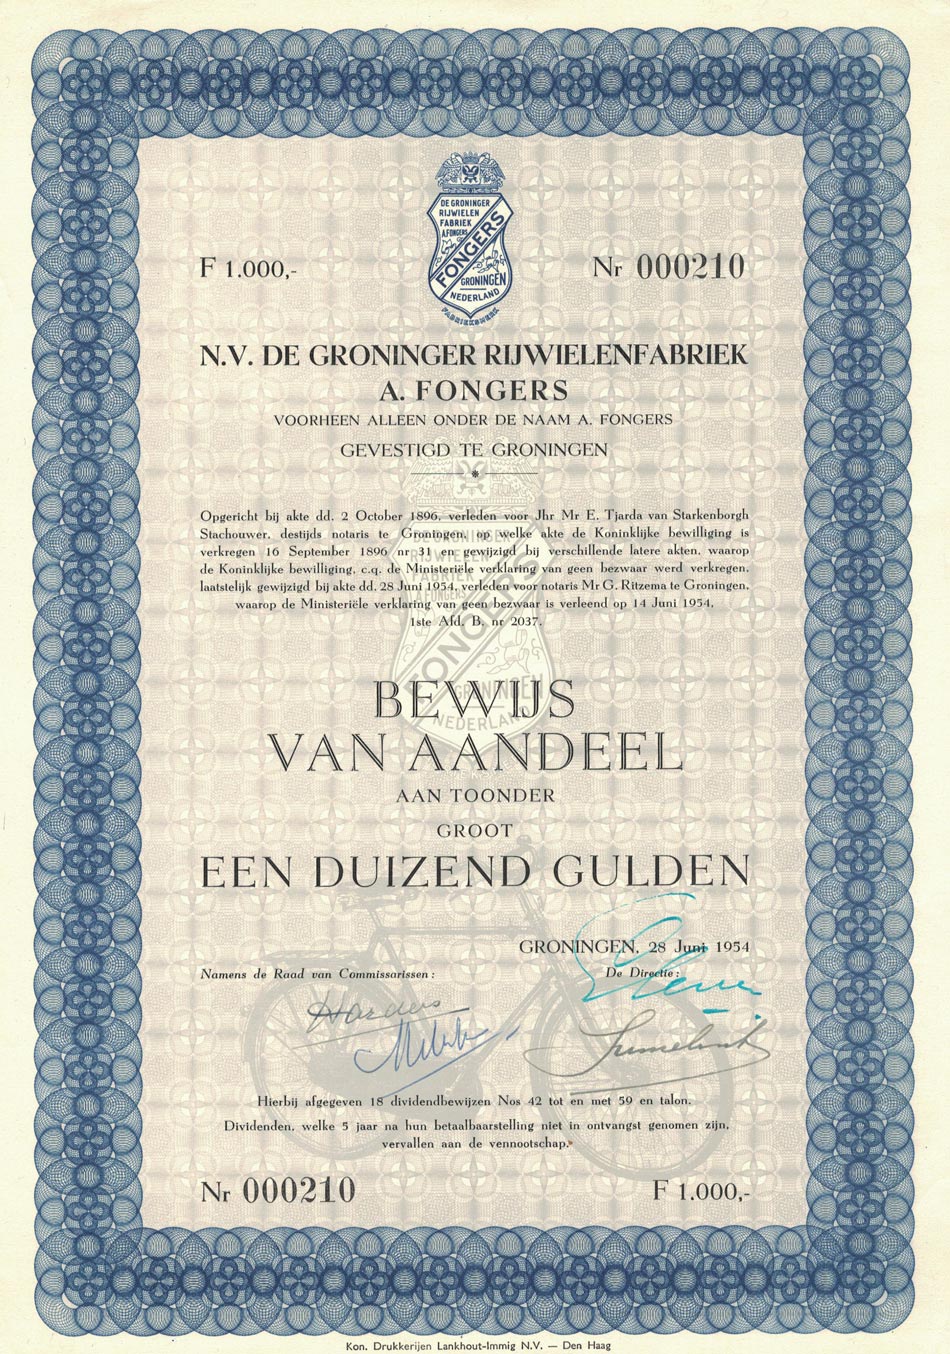 DE GRONINGER
RIJWIELEN
FABRIEK
A.FONGERS
FONGERS
GRONINGEN
NEDERLAND
FABRIEKSMERK
F 1.000,-
Nr 000210
N.V. DE GRONINGER RIJWIELENFABRIEK
A. FONGERS
VOORHEEN ALLEEN ONDER DE NAAM A. FONGERS
GEVESTIGD TE GRONINGEN
Opgericht bij akte dd. 2 October 1896, verleden voor Jhr Mr E. Tjarda van Starkenborgh
Stachouwer, destijds notaris te Groningen, op welke akte de Koninklijke bewilliging is
verkregen 16 September 1896 nr 31 en gewijzigd bij verschillende latere akten, waarop
de Koninklijke bewilliging, c.q. de Ministeriële verklaring van geen bezwaar werd verkregen,
laatstelijk gewijzigd bij akte dd. 28 Juni 1954, verleden voor notaris Mr G. Ritzema te Groningen,
waarop de Ministeriële verklaring van geen bezwaar is verleend op 14 Juni 1954,
1ste Afd. B. nr 2037.
BEWIJS
VAN AANDEEL
AAN TOONDER
GROOT
EEN DUIZEND GULDEN
GRONINGEN, 28 Juni 1954
Namens de Raad van Commissarissen:
De Directie:
Hierbij afgegeven 18 dividendbewijzen Nos 42 tot en met 59 en talon.
Dividenden, welke 5 jaar na hun betaalbaarstelling niet in ontvangst genomen zijn,
vervallen aan de vennootschap.
Nr 000210
F 1.000,-
Kon. Drukkerijen Lankhout-Immig N.V. — Den Haag